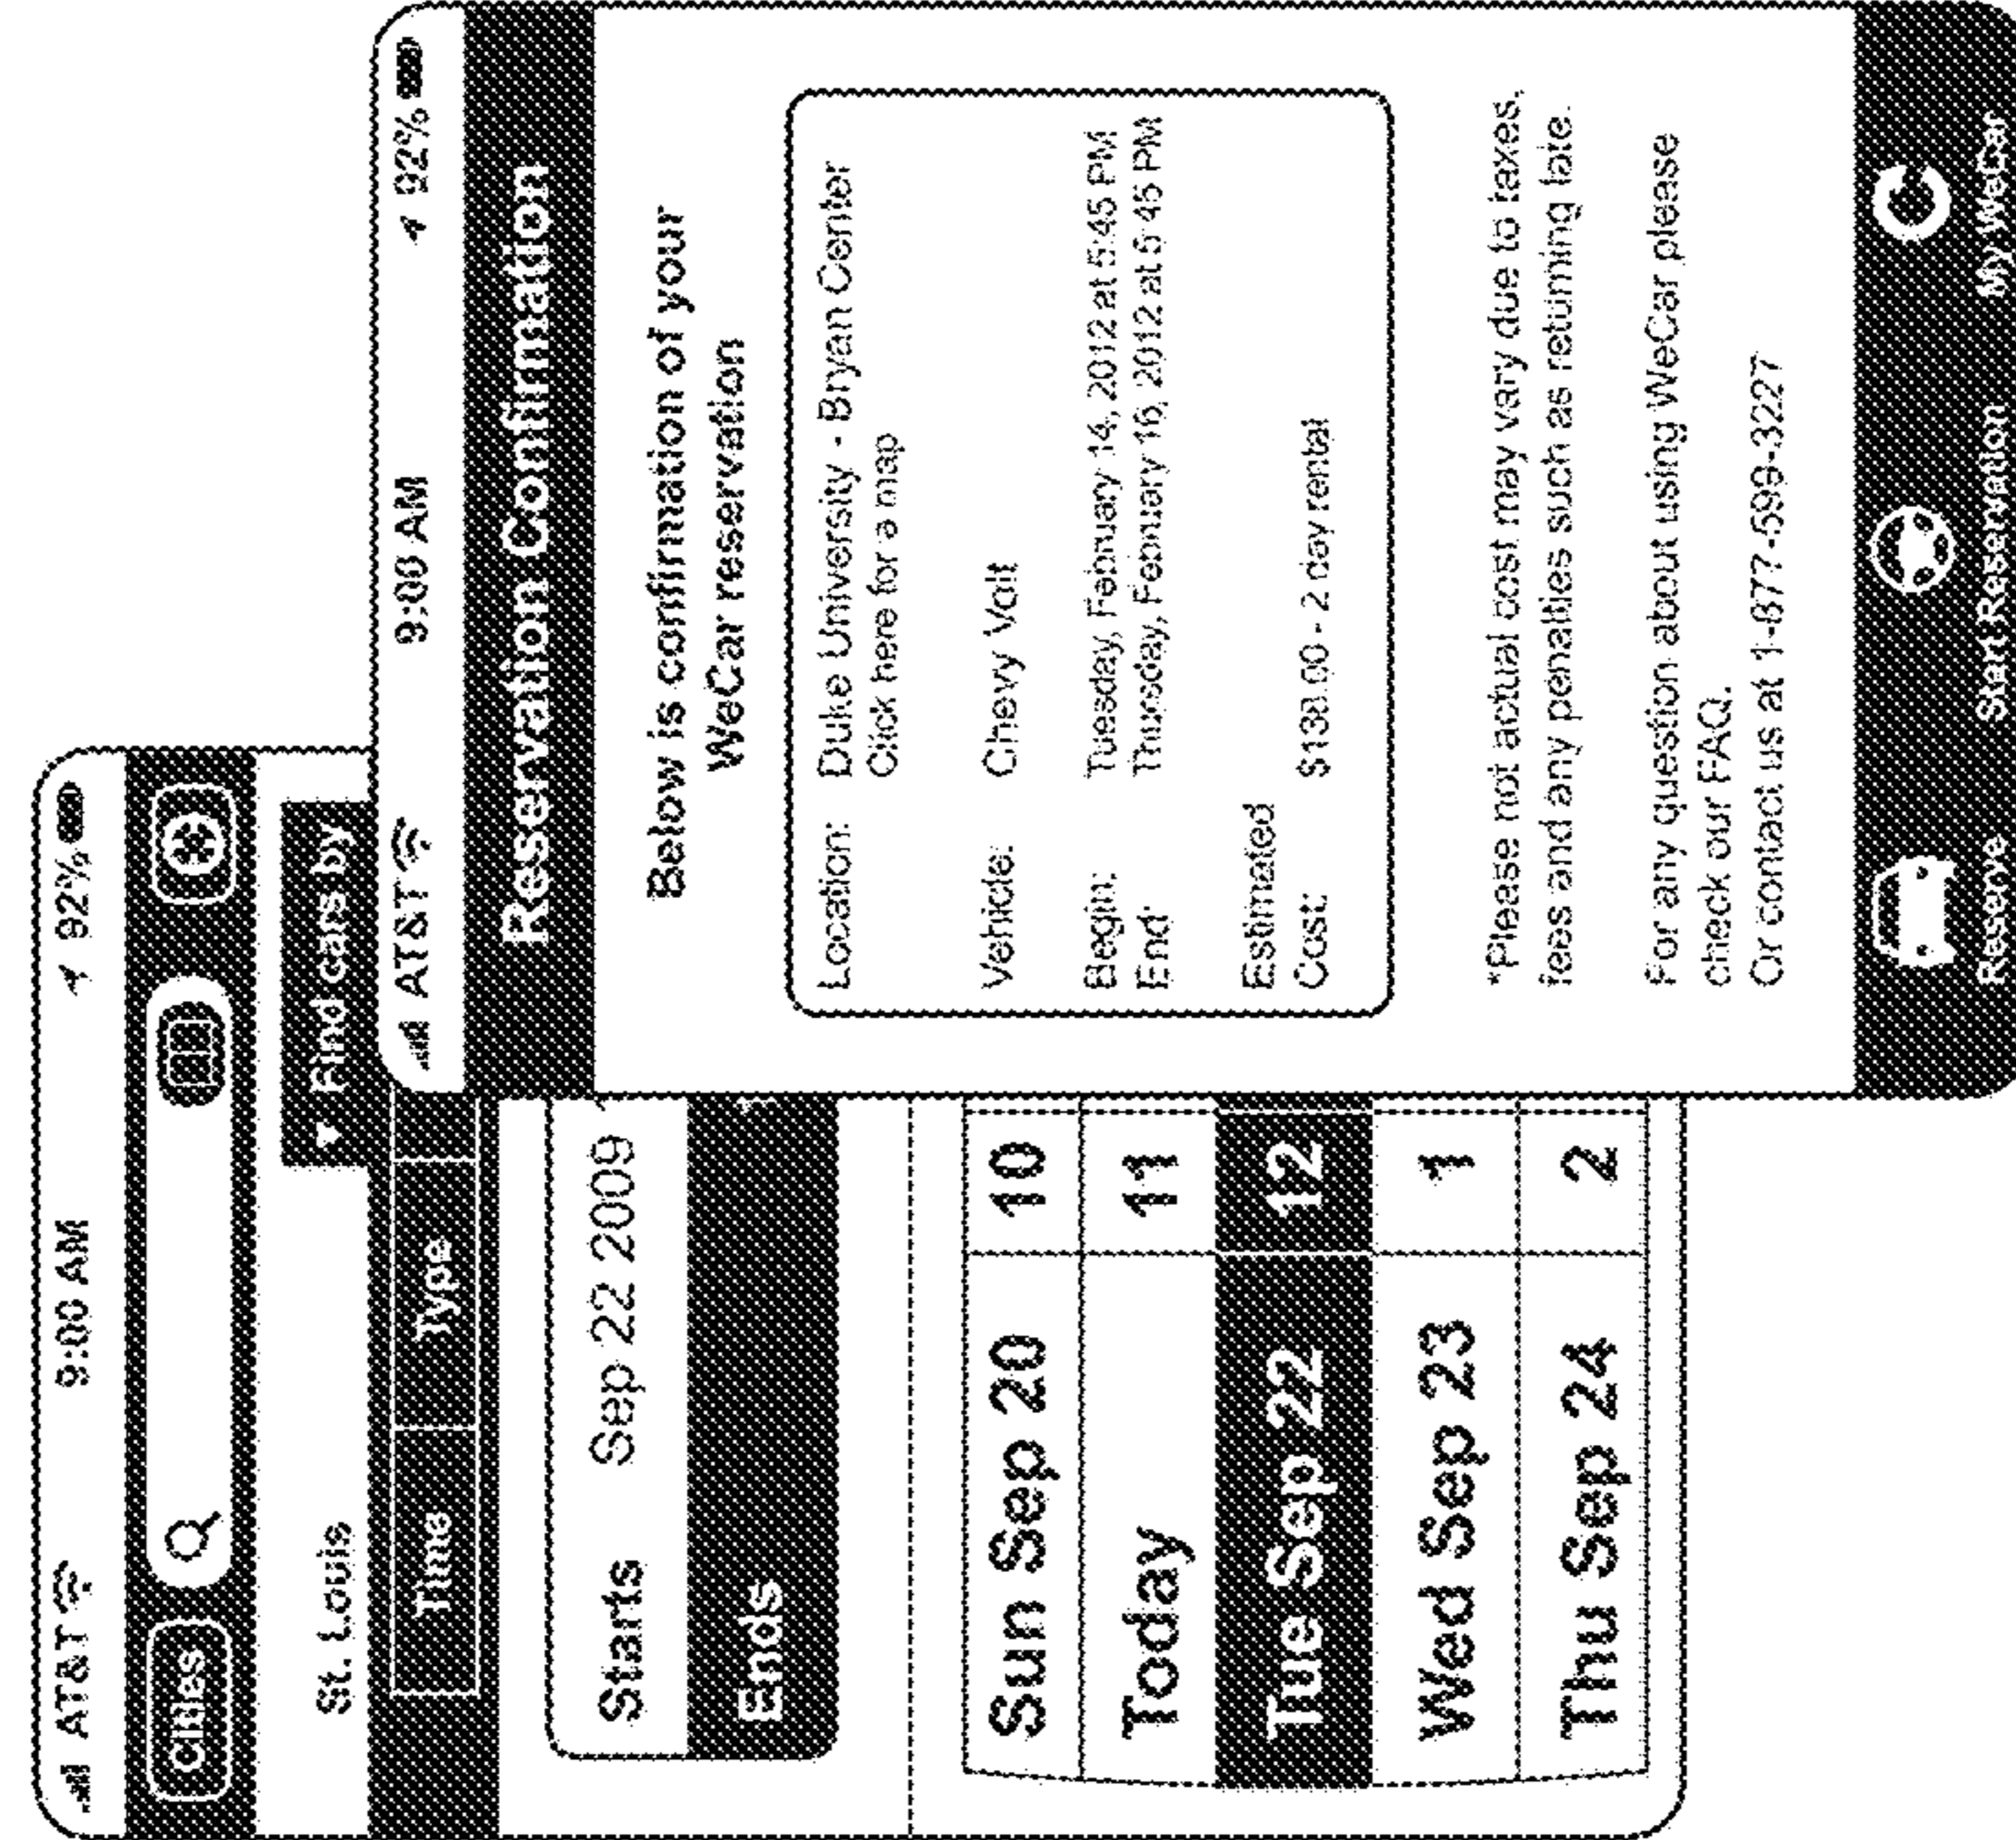 AT&T 9:00 AM 92%
Cities
St. Louis Find cars by
Time Type
Starts Sep 22 2009
Ends
Sun Sep 20 10
Today 11
Tue Sep 22 12
Wed Sep 23 1
Thu Sep 24 2
AT&T 9:00 AM 92%
Reservation Confirmation
Below is confirmation of your
WeCar reservation
Location: Duke University - Bryan Center
Click here for a map
Vehicle: Chevy Volt
Begin: Tuesday, February 14, 2012 at 5:45 PM
End: Thursday, February 16, 2012 at 5:45 PM
Estimated
Cost: $138.00 - 2 day rental
*Please not actual cost may vary due to taxes,
fees and any penalties such as returning late.
For any question about using WeCar please
check our FAQ.
Or contact us at 1-877-599-3227
Reserve Start Reservation My WeCar